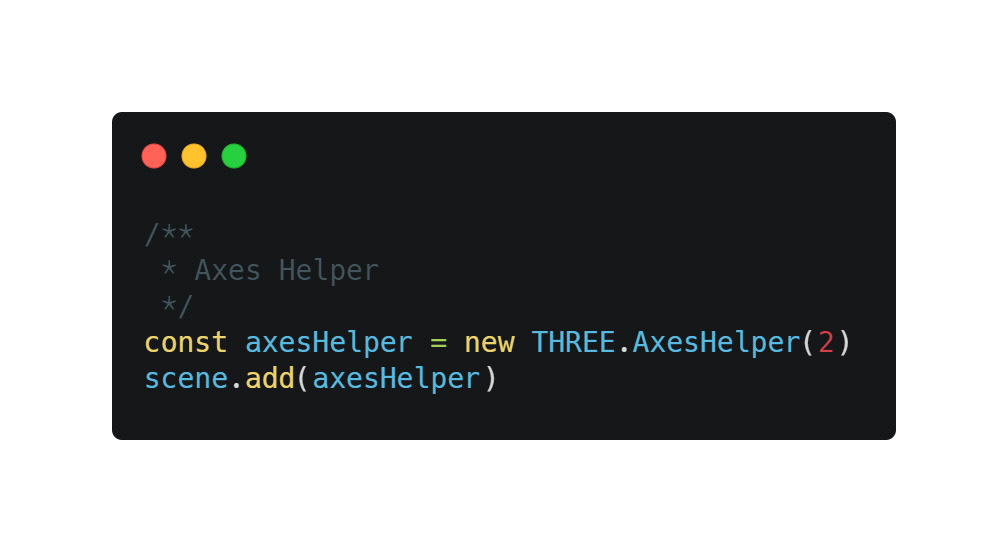 /**
 * Axes Helper
 */
const axesHelper = new THREE.AxesHelper(2)
scene.add(axesHelper)